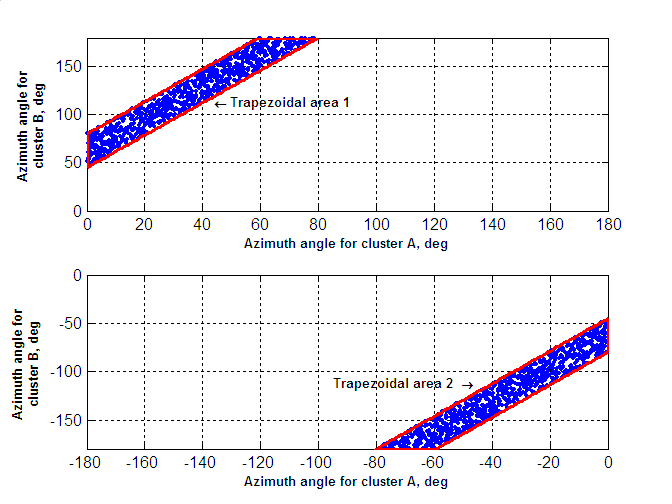 Azimuth angle for
cluster B, deg
150
100
50
0
← Trapezoidal area 1
0 20 40 60 80 100 120 140 160 180
Azimuth angle for cluster A, deg
Azimuth angle for
cluster B, deg
0
-50
-100
-150
Trapezoidal area 2 →
-180 -160 -140 -120 -100 -80 -60 -40 -20 0
Azimuth angle for cluster A, deg